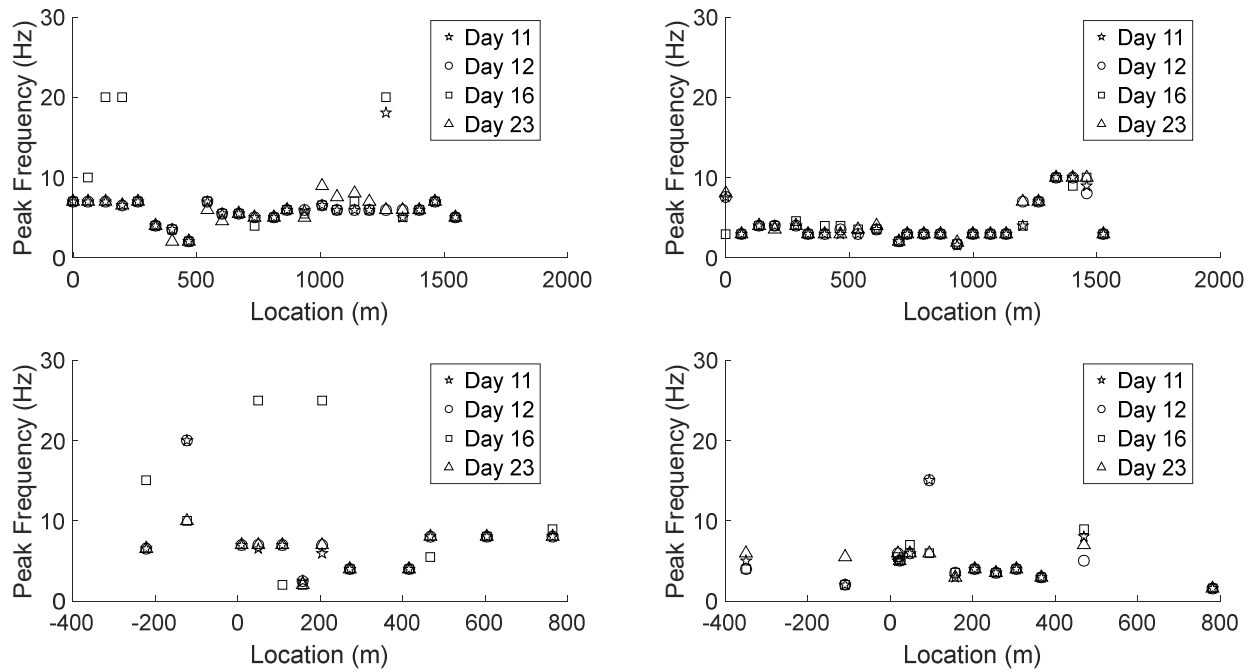 30
20
10
0
Peak Frequency (Hz)
0 500 1000 1500 2000
Location (m)
Day 11
Day 12
Day 16
Day 23
30
20
10
0
Peak Frequency (Hz)
0 500 1000 1500 2000
Location (m)
Day 11
Day 12
Day 16
Day 23
30
20
10
0
Peak Frequency (Hz)
-400 -200 0 200 400 600 800
Location (m)
Day 11
Day 12
Day 16
Day 23
30
20
10
0
Peak Frequency (Hz)
-400 -200 0 200 400 600 800
Location (m)
Day 11
Day 12
Day 16
Day 23